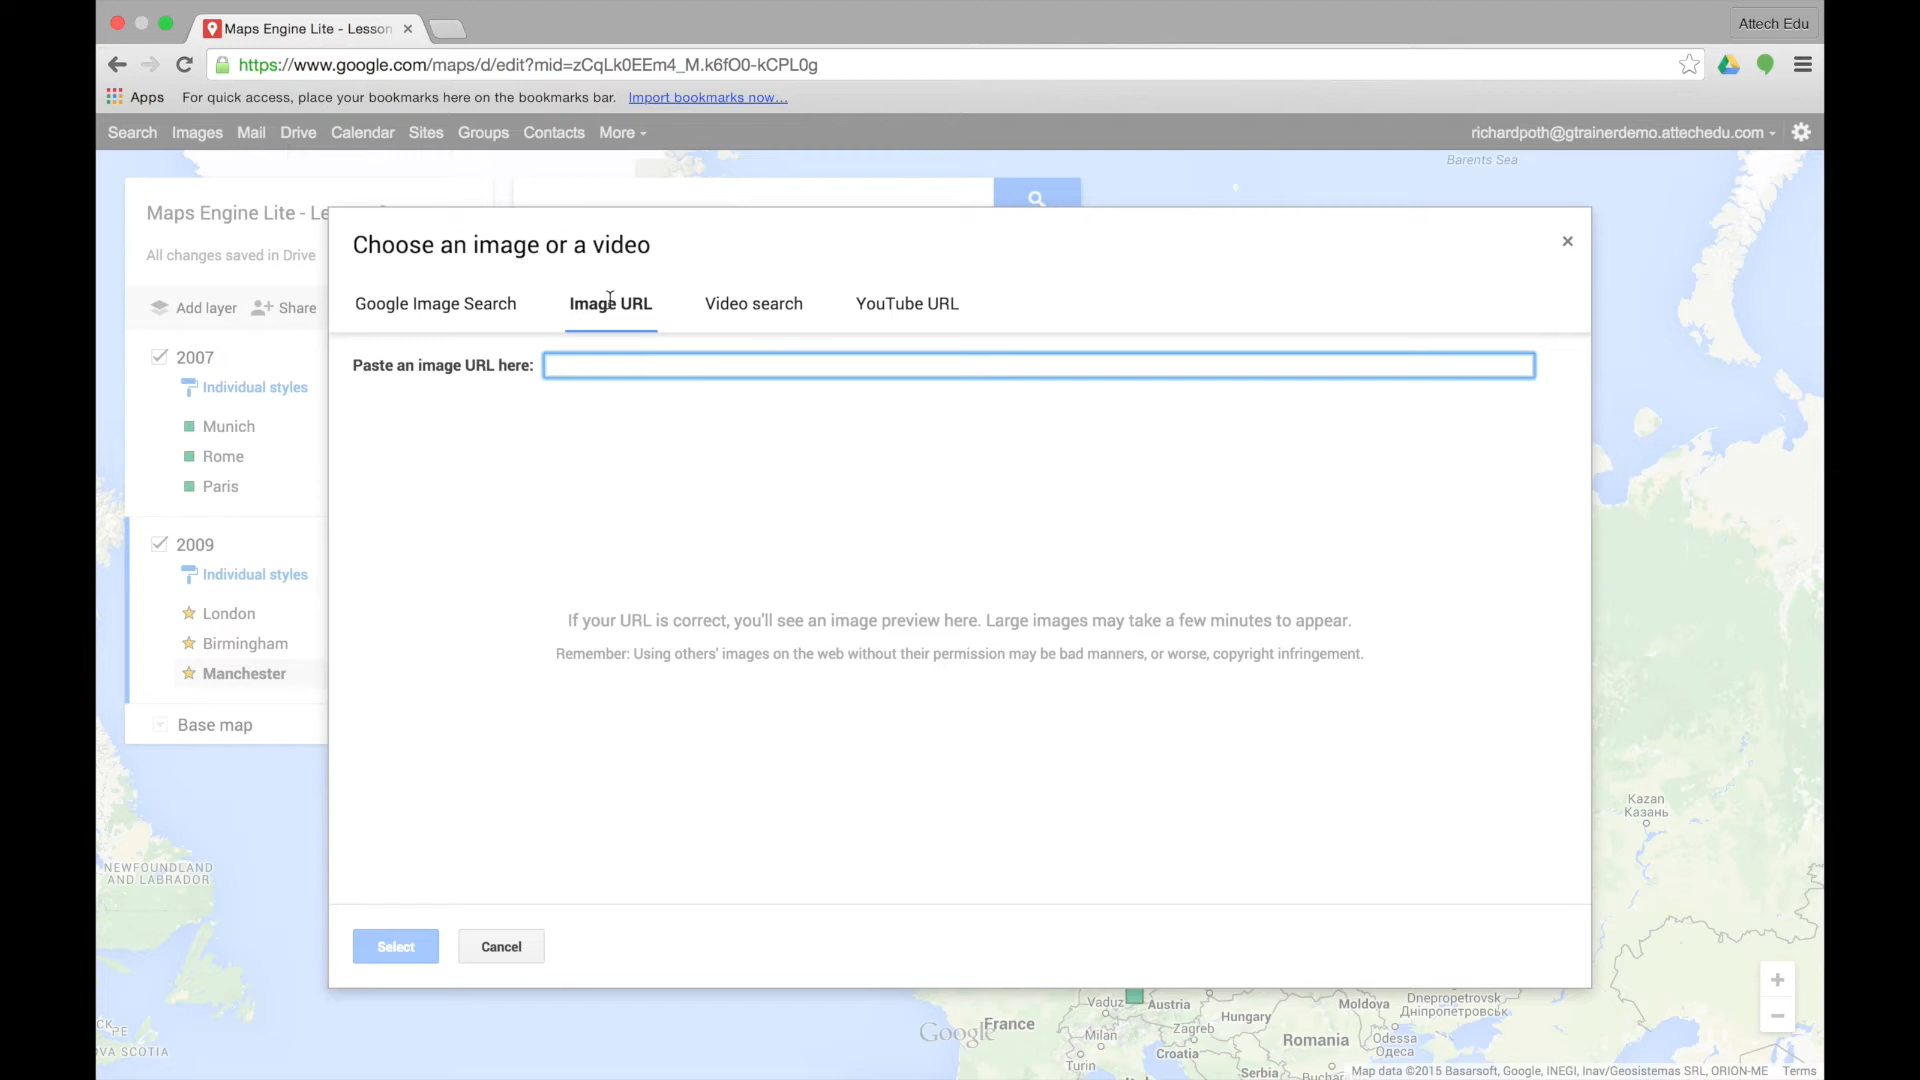 Maps Engine Lite - Lesson
Attech Edu
https://www.google.com/maps/d/edit?mid=zCqLk0EEm4_M.k6fO0-kCPL0g
Apps For quick access, place your bookmarks here on the bookmarks bar. Import bookmarks now...
Search Images Mail Drive Calendar Sites Groups Contacts More
richardpoth@gtrainerdemo.attechedu.com
Barents Sea
Maps Engine Lite - Le
All changes saved in Drive
Add layer Share
2007
Individual styles
Munich
Rome
Paris
2009
Individual styles
London
Birmingham
Manchester
Base map
Choose an image or a video
Google Image Search Image URL Video search YouTube URL
Paste an image URL here:
If your URL is correct, you'll see an image preview here. Large images may take a few minutes to appear.
Remember: Using others' images on the web without their permission may be bad manners, or worse, copyright infringement.
Select Cancel
Kazan
Казань
NEWFOUNDLAND
AND LABRADOR
PE
VA SCOTIA
Vaduz
Austria
Moldova
Dnepropetrovsk
Дніпропетровськ
Google
France
Milan
Turin
Zagreb
Croatia
Hungary
Romania
Odessa
Одеса
Serbia
Buchar
Map data ©2015 Basarsoft, Google, INEGI, Inav/Geosistemas SRL, ORION-ME Terms